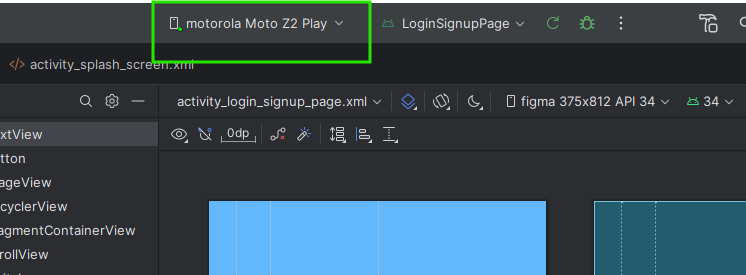 motorola Moto Z2 Play LoginSignupPage
activity_splash_screen.xml
activity_login_signup_page.xml figma 375x812 API 34 34
0dp
xtView
tton
ageView
cyclerView
agmentContainerView
rollView